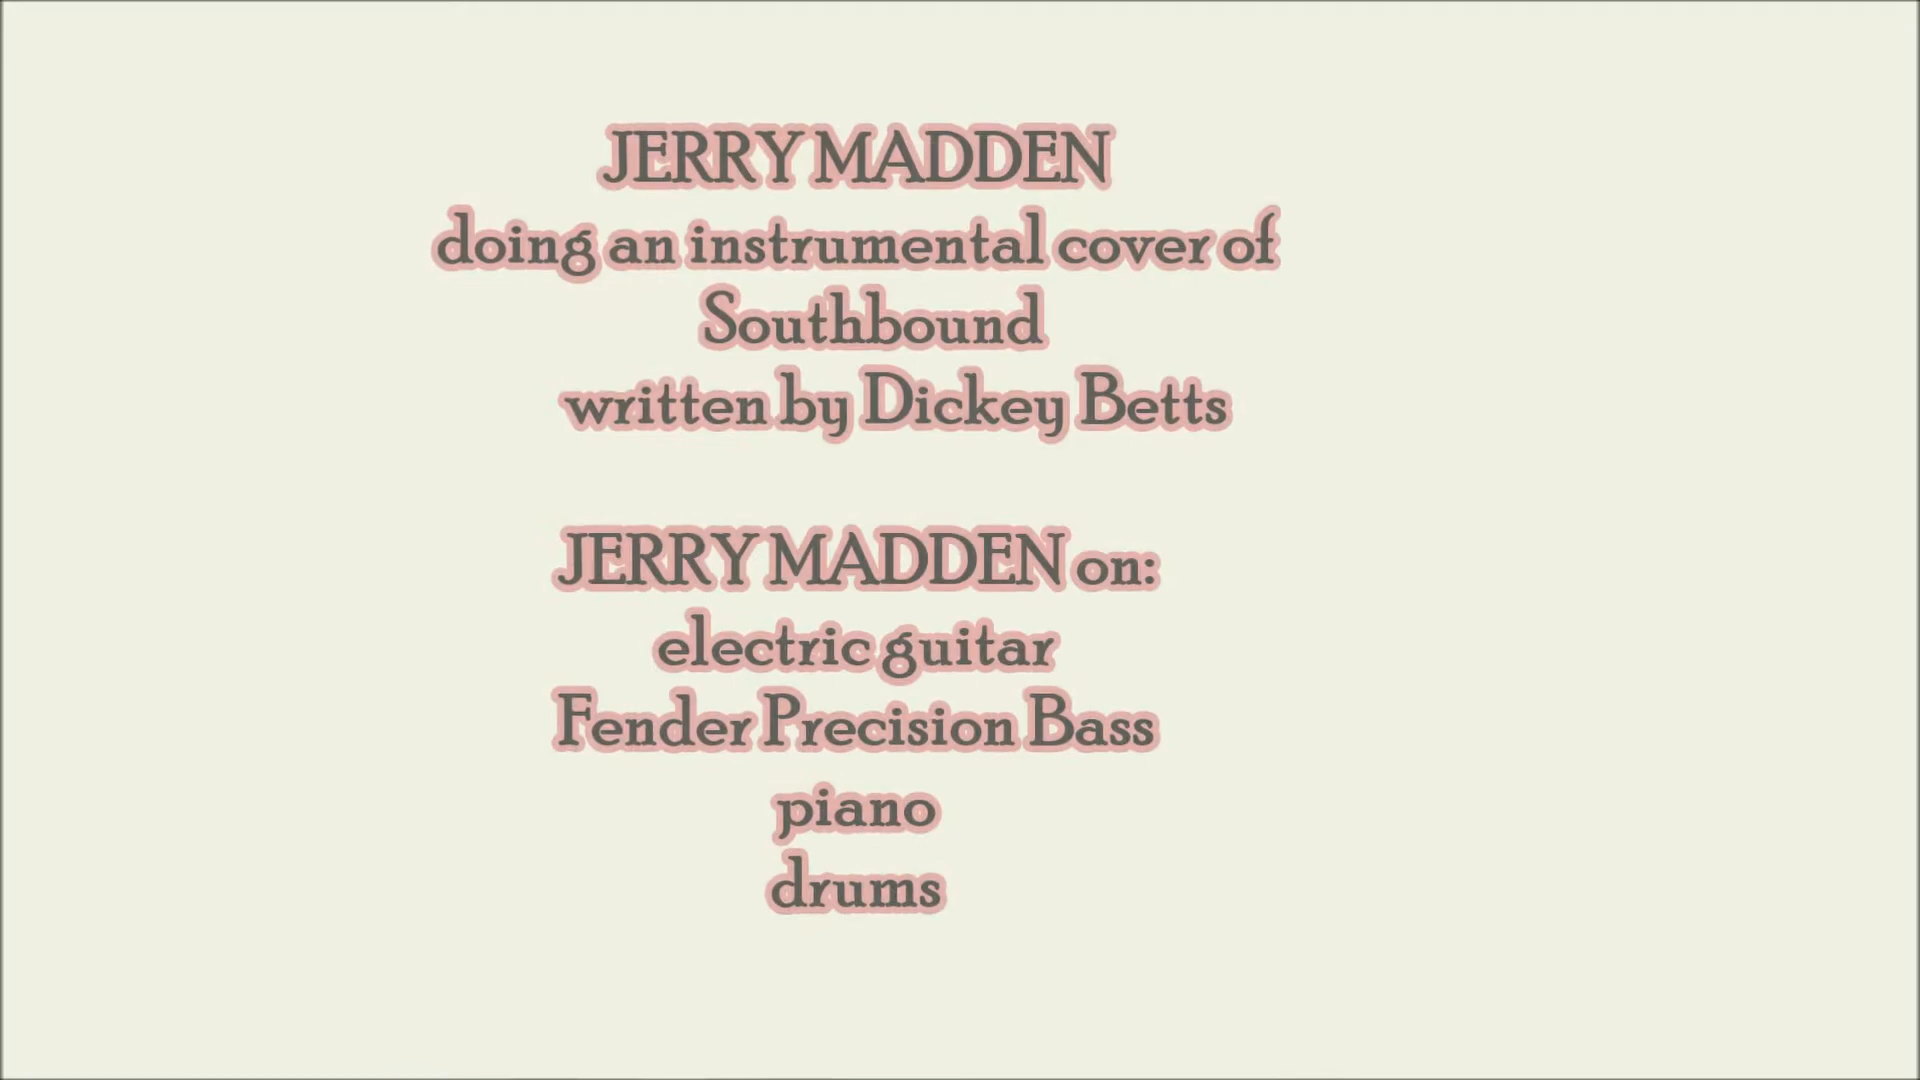 JERRY MADDEN
doing an instrumental cover of
Southbound
written by Dickey Betts
JERRY MADDEN on:
electric guitar
Fender Precision Bass
piano
drums